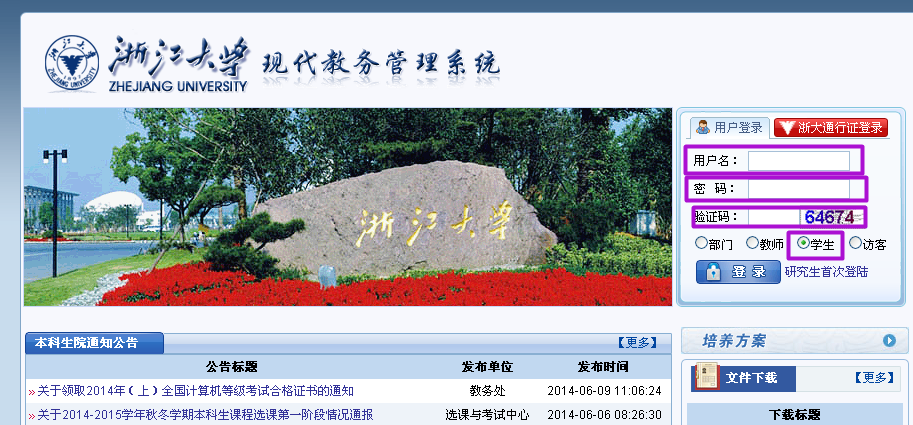 浙江大学 现代教务管理系统
ZHEJIANG UNIVERSITY
浙江大学
用户登录 浙大通行证登录
用户名：
密 码：
验证码： 64674
部门 教师 学生 访客
登 录 研究生首次登陆
本科生院通知公告 【更多】
公告标题 发布单位 发布时间
»关于领取2014年（上）全国计算机等级考试合格证书的通知 教务处 2014-06-09 11:06:24
»关于2014-2015学年秋冬学期本科生课程选课第一阶段情况通报 选课与考试中心 2014-06-06 08:26:30
培养方案
文件下载 【更多】
下载标题